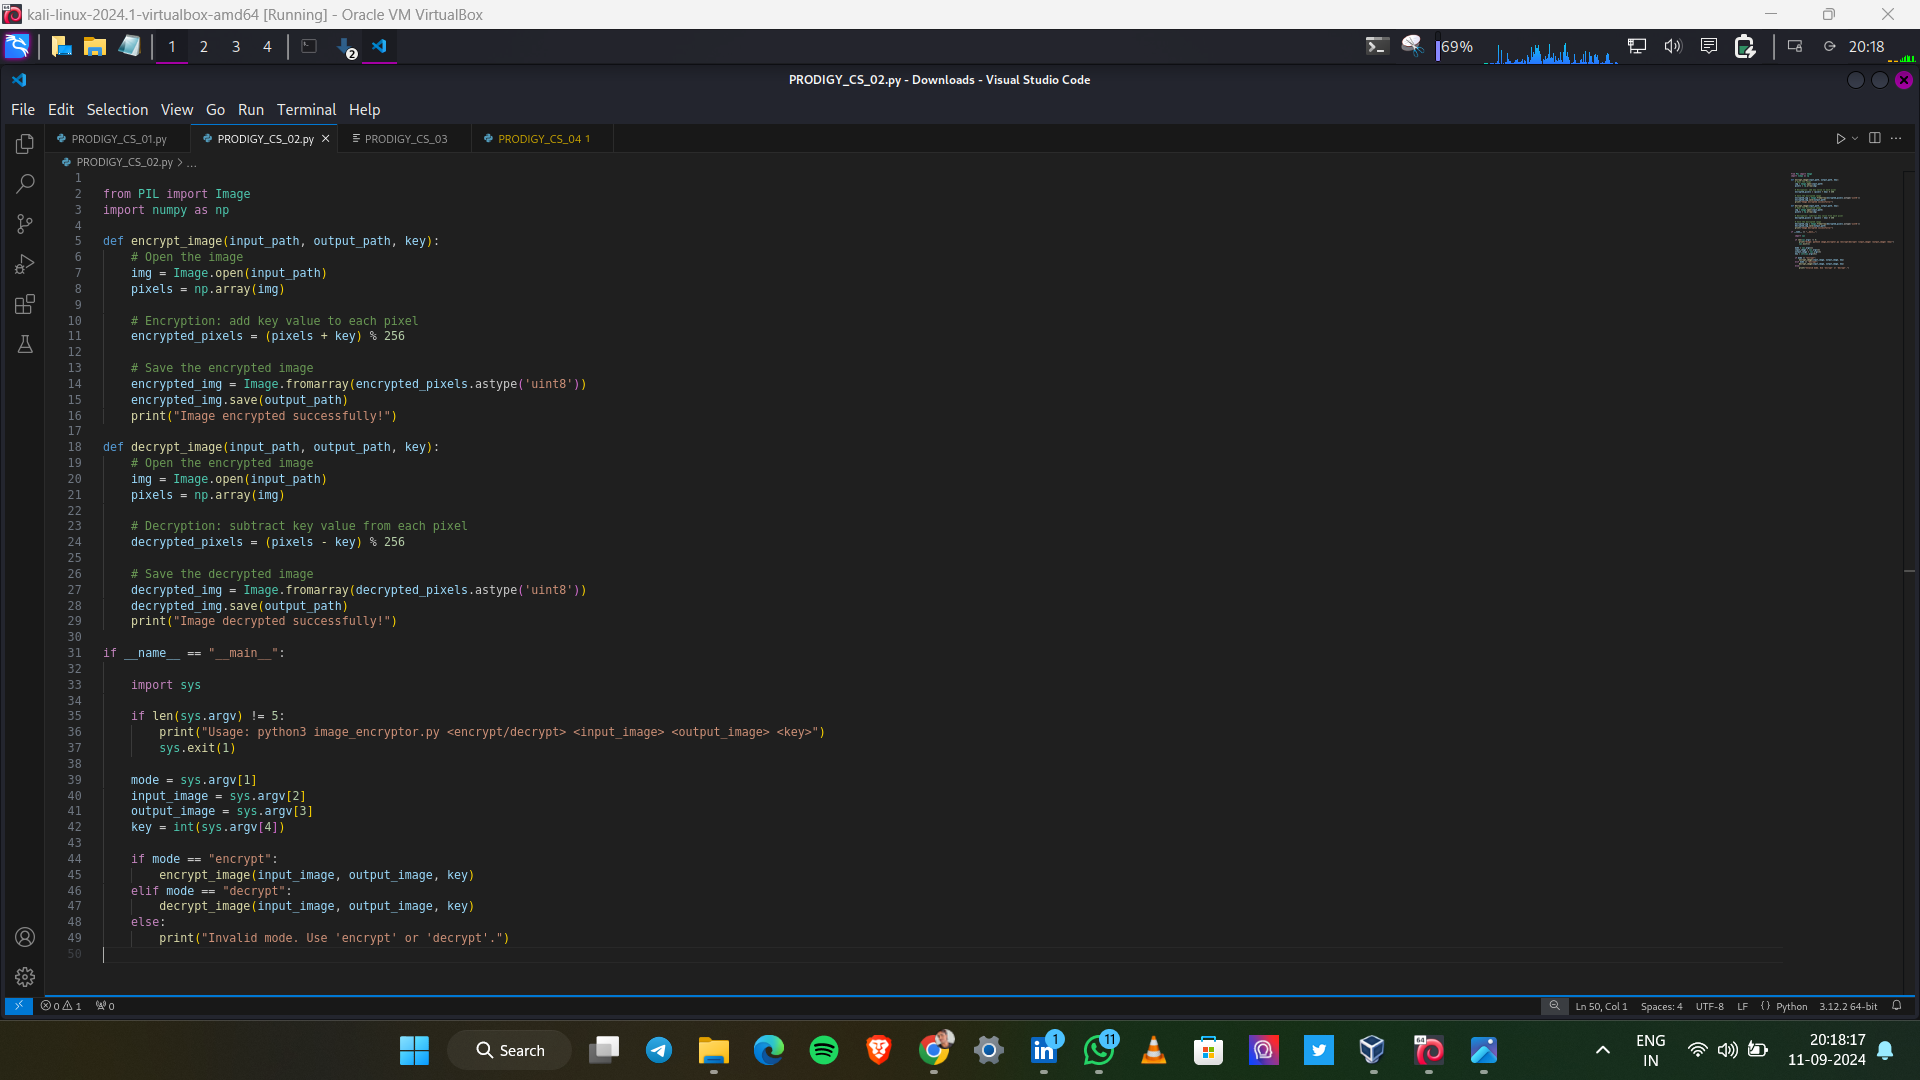 kali-linux-2024.1-virtualbox-amd64 [Running] - Oracle VM VirtualBox
1 2 3 4 2 69% 20:18
PRODIGY_CS_02.py - Downloads - Visual Studio Code
File Edit Selection View Go Run Terminal Help
PRODIGY_CS_01.py PRODIGY_CS_02.py PRODIGY_CS_03 PRODIGY_CS_04 1
PRODIGY_CS_02.py > ...
1
2 from PIL import Image
3 import numpy as np
4
5 def encrypt_image(input_path, output_path, key):
6 # Open the image
7 img = Image.open(input_path)
8 pixels = np.array(img)
9
10 # Encryption: add key value to each pixel
11 encrypted_pixels = (pixels + key) % 256
12
13 # Save the encrypted image
14 encrypted_img = Image.fromarray(encrypted_pixels.astype('uint8'))
15 encrypted_img.save(output_path)
16 print("Image encrypted successfully!")
17
18 def decrypt_image(input_path, output_path, key):
19 # Open the encrypted image
20 img = Image.open(input_path)
21 pixels = np.array(img)
22
23 # Decryption: subtract key value from each pixel
24 decrypted_pixels = (pixels - key) % 256
25
26 # Save the decrypted image
27 decrypted_img = Image.fromarray(decrypted_pixels.astype('uint8'))
28 decrypted_img.save(output_path)
29 print("Image decrypted successfully!")
30
31 if __name__ == "__main__":
32
33 import sys
34
35 if len(sys.argv) != 5:
36 print("Usage: python3 image_encryptor.py <encrypt/decrypt> <input_image> <output_image> <key>")
37 sys.exit(1)
38
39 mode = sys.argv[1]
40 input_image = sys.argv[2]
41 output_image = sys.argv[3]
42 key = int(sys.argv[4])
43
44 if mode == "encrypt":
45 encrypt_image(input_image, output_image, key)
46 elif mode == "decrypt":
47 decrypt_image(input_image, output_image, key)
48 else:
49 print("Invalid mode. Use 'encrypt' or 'decrypt'.")
50
0 1 0 Ln 50, Col 1 Spaces: 4 UTF-8 LF Python 3.12.2 64-bit
Search 1 11 64 ENG IN 20:18:17
11-09-2024